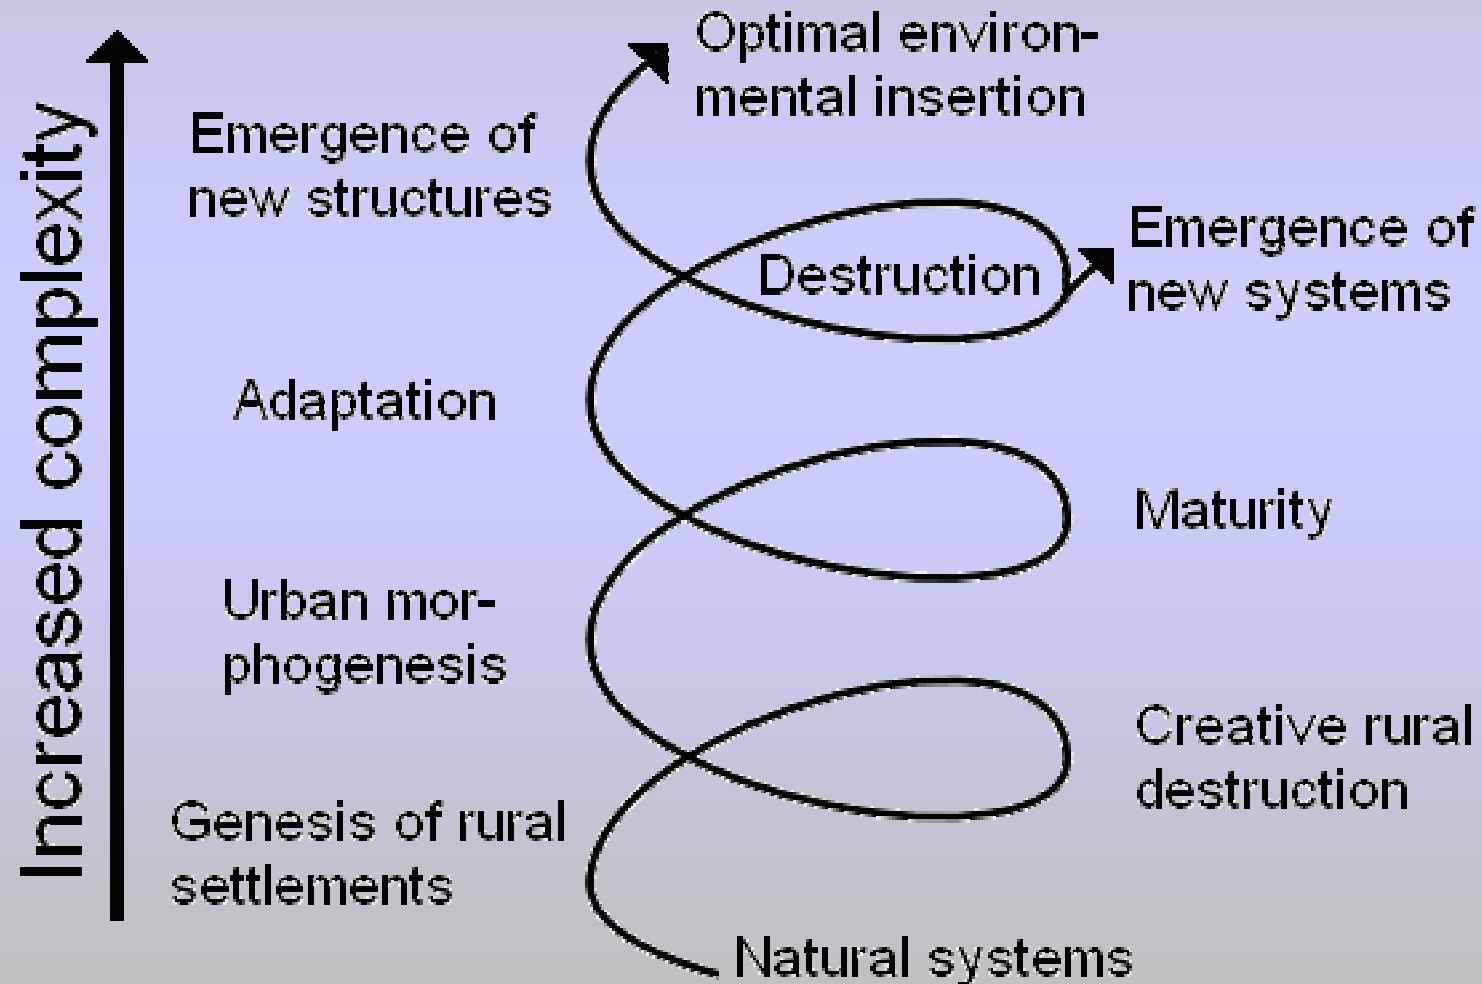 Optimal environ-
mental insertion
Emergence of
new structures
Destruction
Emergence of
new systems
Adaptation
Maturity
Urban mor-
phogenesis
Creative rural
destruction
Genesis of rural
settlements
Natural systems
Increased complexity